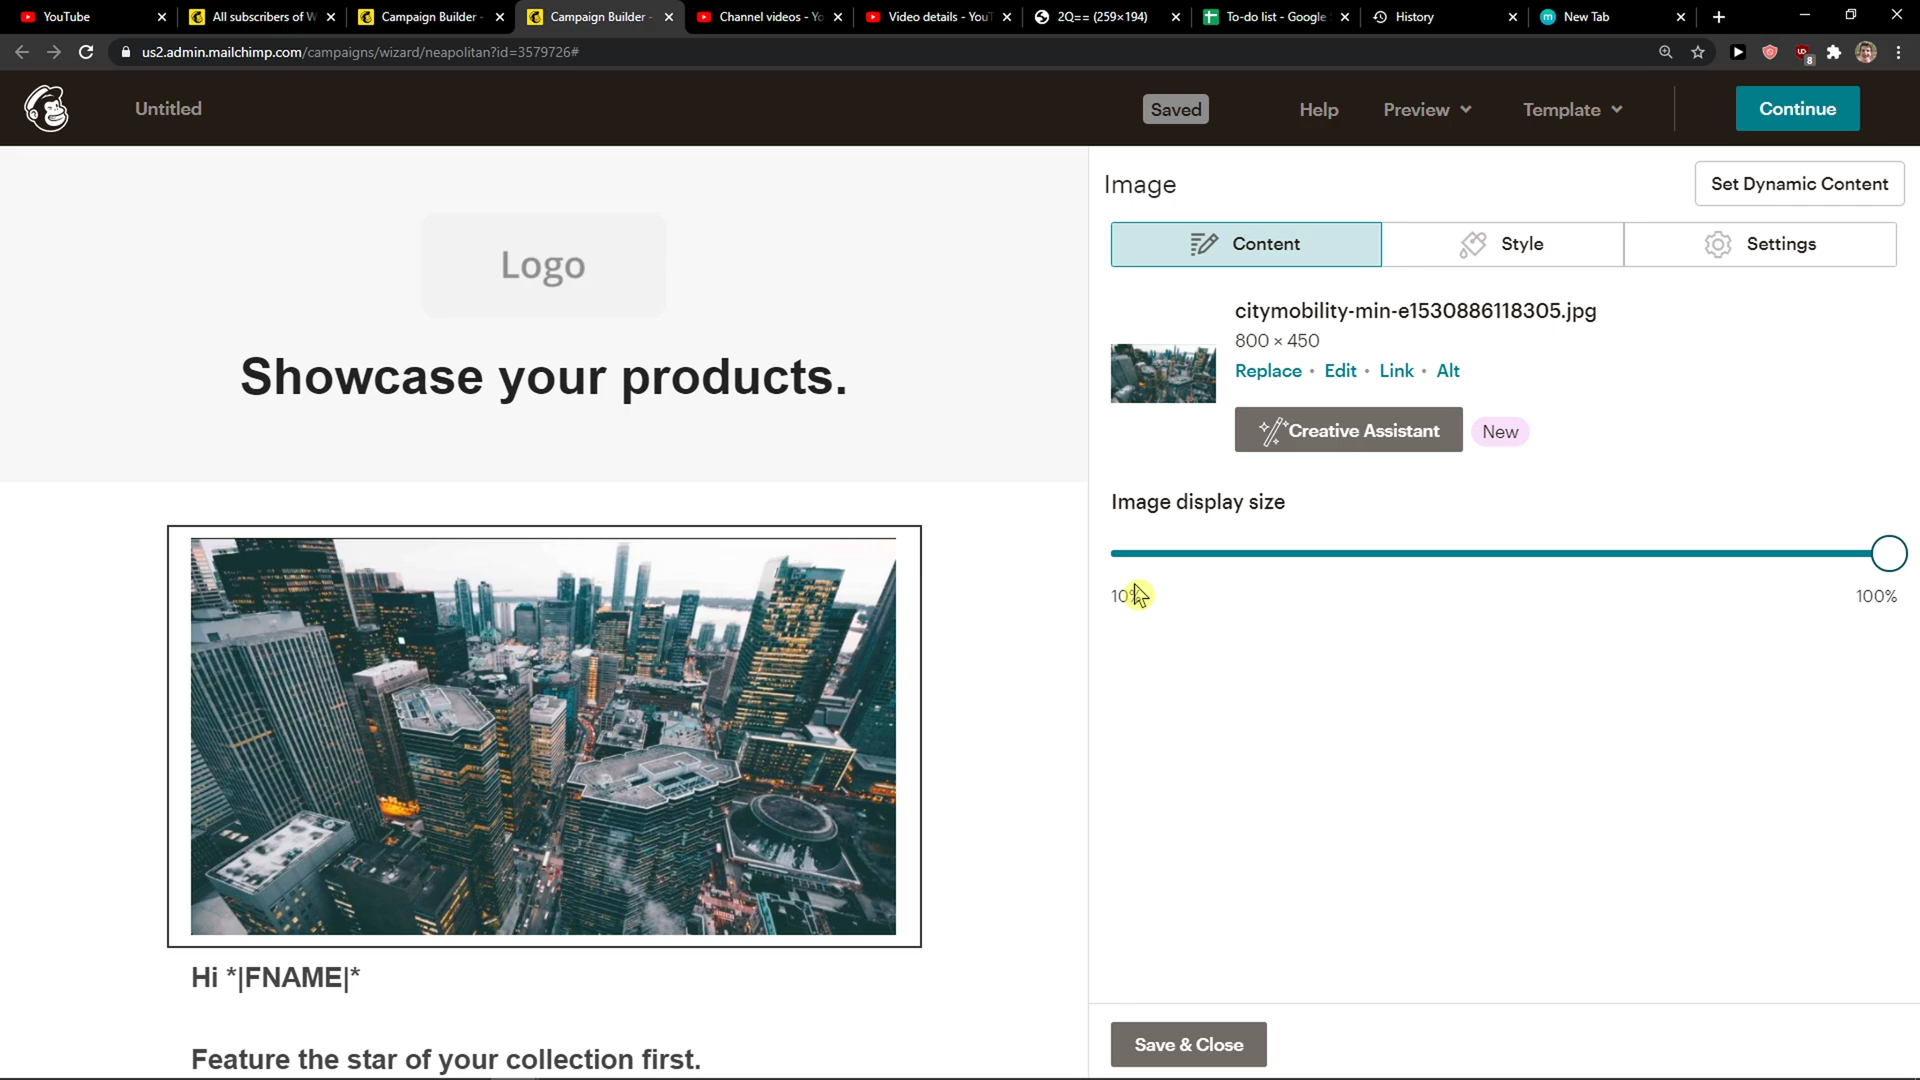 YouTube
All subscribers of W
Campaign Builder -
Campaign Builder -
Channel videos - Yo
Video details - YouT
2Q== (259×194)
To-do list - Google
History
New Tab
us2.admin.mailchimp.com/campaigns/wizard/neapolitan?id=3579726#
8
Untitled
Saved
Help
Preview
Template
Continue
Logo
Showcase your products.
Image
Set Dynamic Content
Content
Style
Settings
citymobility-min-e1530886118305.jpg
800 × 450
Replace • Edit • Link • Alt
Creative Assistant
New
Image display size
10%
100%
Hi *|FNAME|*
Feature the star of your collection first.
Save & Close